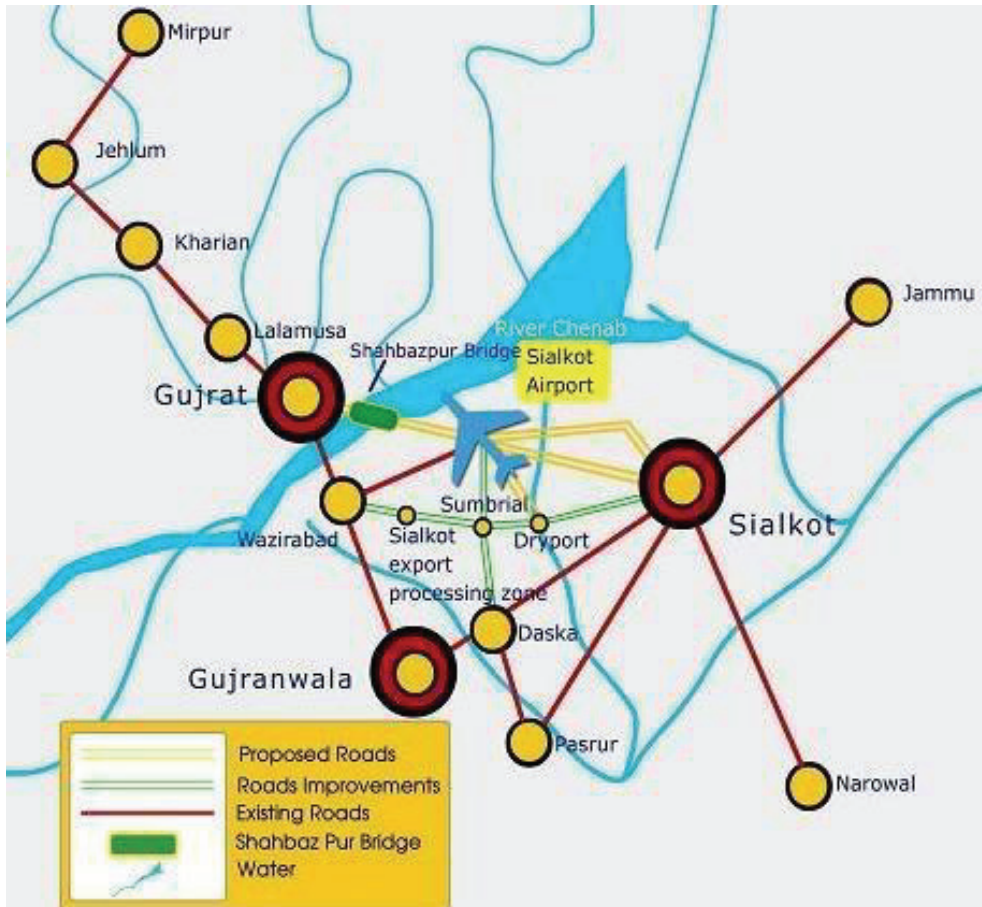 Mirpur
Jehlum
Kharian
Jammu
Lalamusa
River Chenab
Shahbazpur Bridge
Sialkot
Airport
Gujrat
Sumbrial
Wazirabad
Sialkot
export
processing zone
Dryport
Sialkot
Daska
Gujranwala
Pasrur
Narowal
Proposed Roads
Roads Improvements
Existing Roads
Shahbaz Pur Bridge
Water